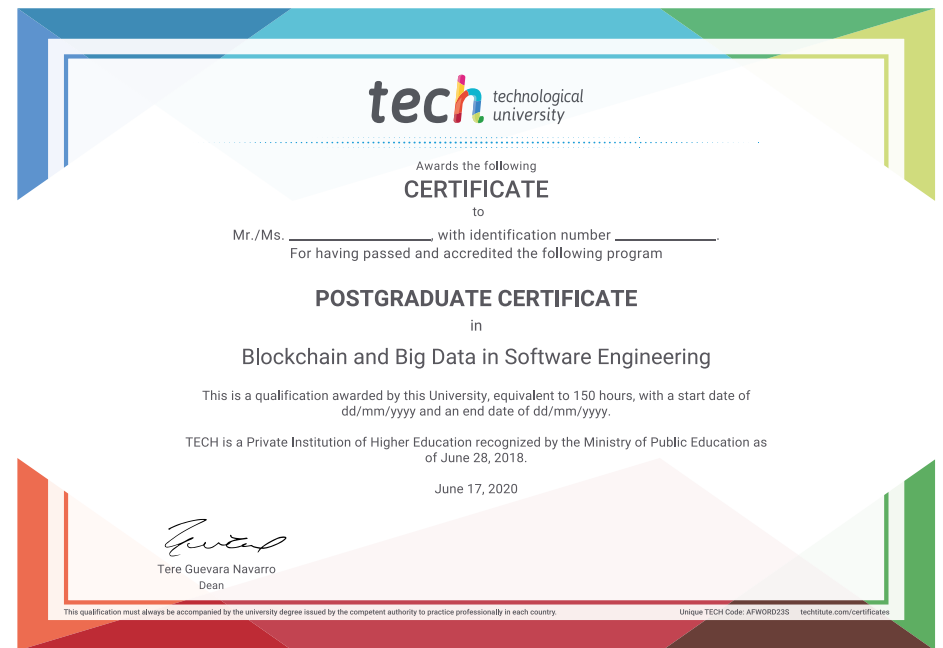 tech technological
university
Awards the following
CERTIFICATE
to
Mr./Ms. ____________________, with identification number ______________.
For having passed and accredited the following program
POSTGRADUATE CERTIFICATE
in
Blockchain and Big Data in Software Engineering
This is a qualification awarded by this University, equivalent to 150 hours, with a start date of
dd/mm/yyyy and an end date of dd/mm/yyyy.
TECH is a Private Institution of Higher Education recognized by the Ministry of Public Education as
of June 28, 2018.
June 17, 2020
Tere Guevara Navarro
Dean
This qualification must always be accompanied by the university degree issued by the competent authority to practice professionally in each country.
Unique TECH Code: AFWORD23S techtitute.com/certificates